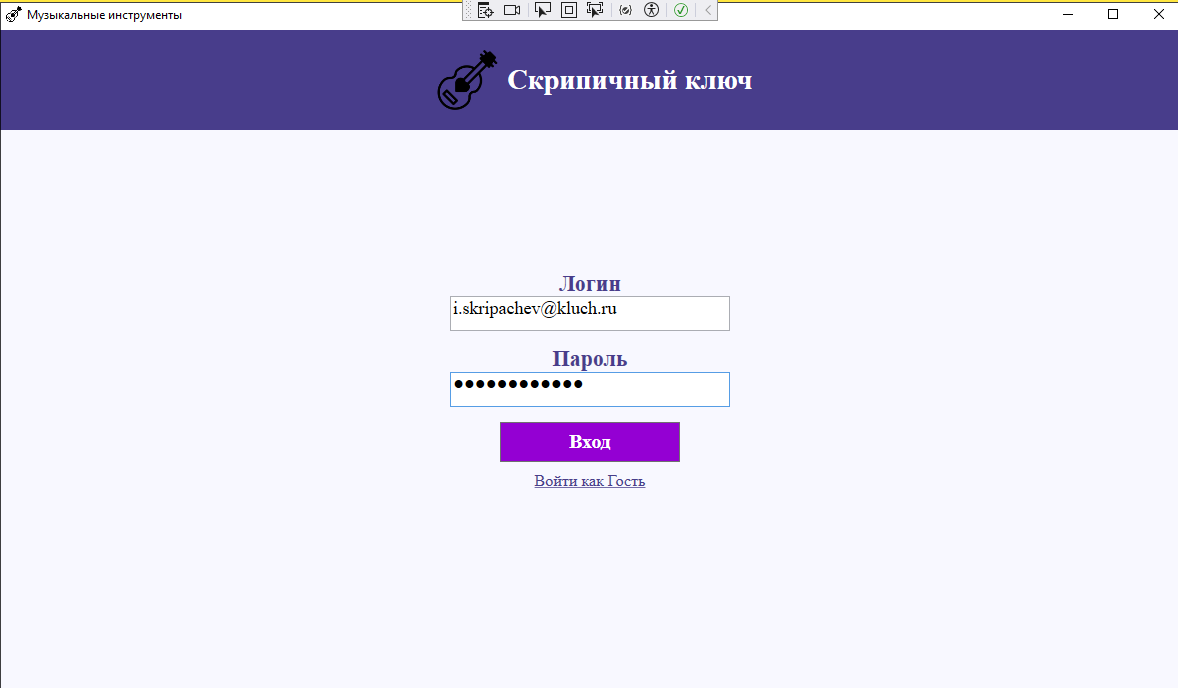 Музыкальные инструменты
Скрипичный ключ
Логин
i.skripachev@kluch.ru
Пароль
●●●●●●●●●●●●
Вход
Войти как Гость